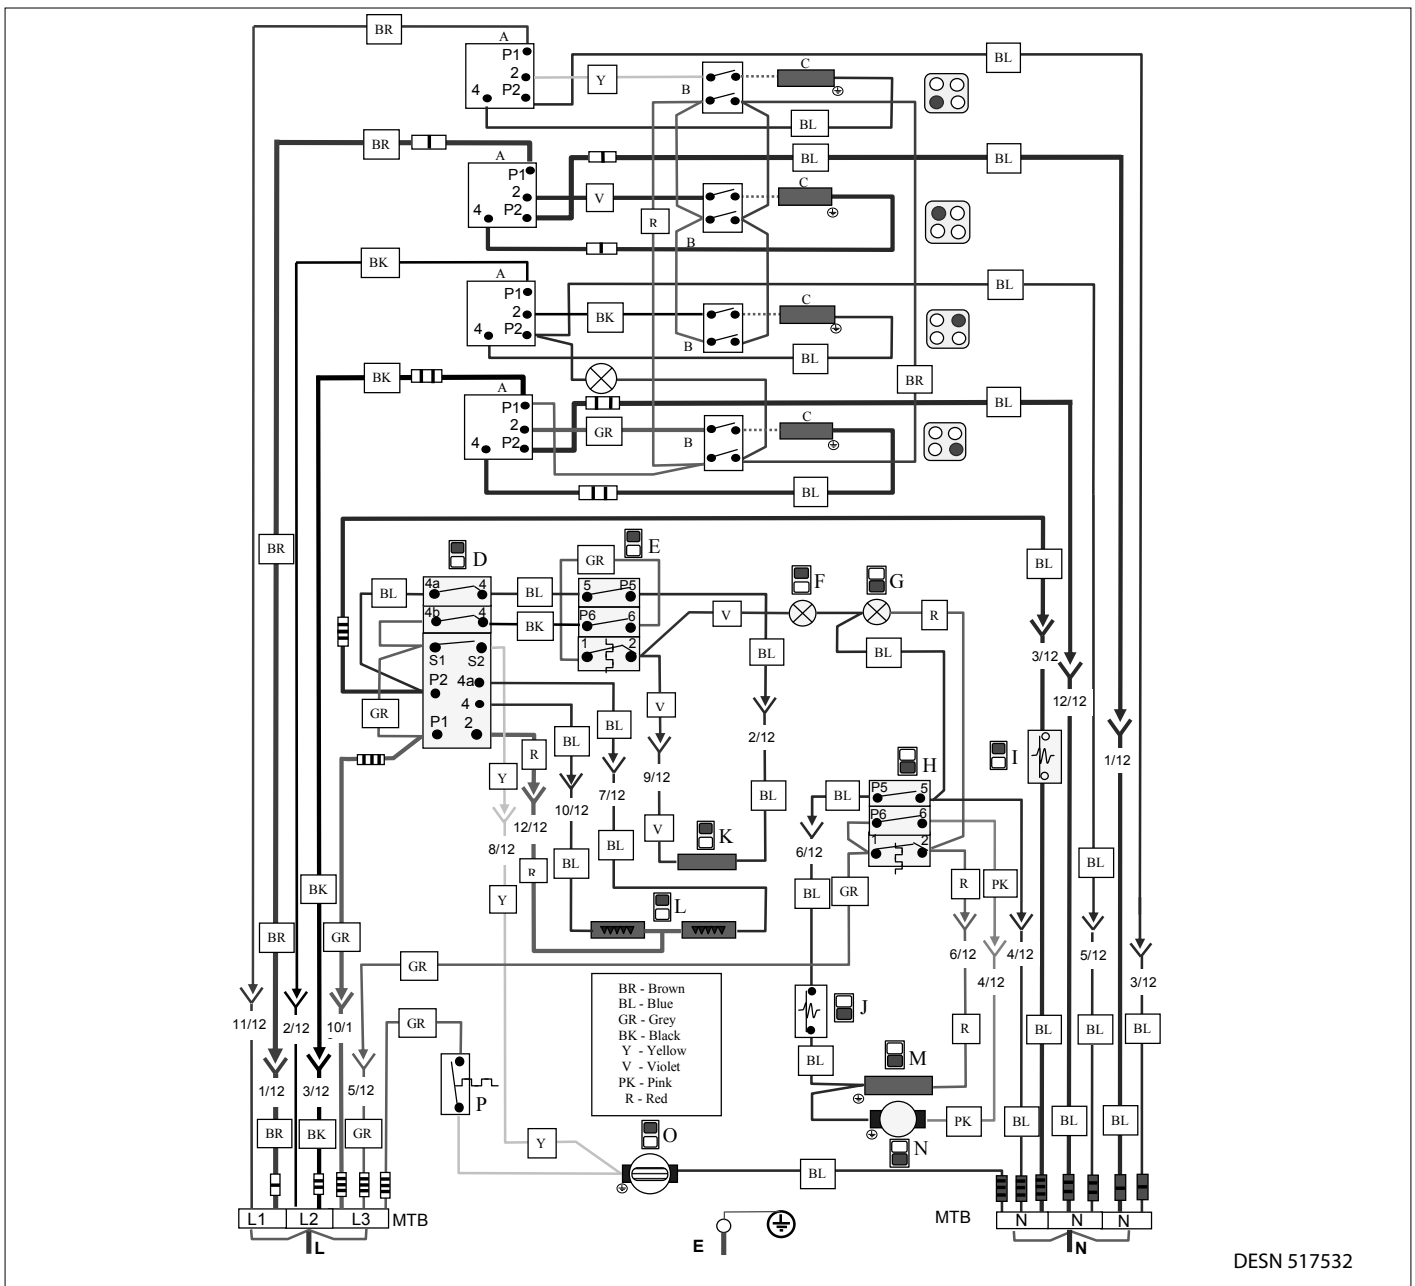 BR
A
P1
2
P2
4
Y
B
C
BL
BL
BR
A
P1
2
P2
4
V
BL
BL
C
R
B
BK
A
P1
2
P2
4
BK
B
C
BL
BL
BR
BK
A
P1
2
P2
4
GR
B
C
BL
BL
BR
D
E
GR
BL
4a
4
BL
5
P5
4b
4
BK
P6
6
1
2
S1
S2
P2
4a
4
P1
2
GR
F
G
V
R
BL
BL
BL
3/12
12/12
1/12
I
V
BL
BL
R
Y
9/12
2/12
7/12
10/12
12/12
8/12
H
BL
P5
5
P6
6
1
2
V
BL
K
BL
BL
R
Y
L
6/12
BL
GR
R
PK
BL
BK
BR
GR
GR
6/12
4/12
4/12
5/12
3/12
11/12
2/12
10/1
GR
1/12
3/12
5/12
BR - Brown
BL - Blue
GR - Grey
BK - Black
Y - Yellow
V - Violet
PK - Pink
R - Red
J
BL
R
BL
BL
BL
M
P
N
PK
BL
BL
BL
BR
BK
GR
Y
O
BL
L1
L2
L3
MTB
L
E
MTB
N
N
N
N
DESN 517532